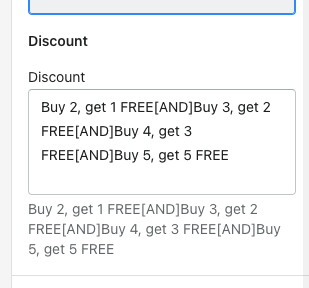 Discount
Discount
Buy 2, get 1 FREE[AND]Buy 3, get 2
FREE[AND]Buy 4, get 3
FREE[AND]Buy 5, get 5 FREE
Buy 2, get 1 FREE[AND]Buy 3, get 2
FREE[AND]Buy 4, get 3 FREE[AND]Buy
5, get 5 FREE